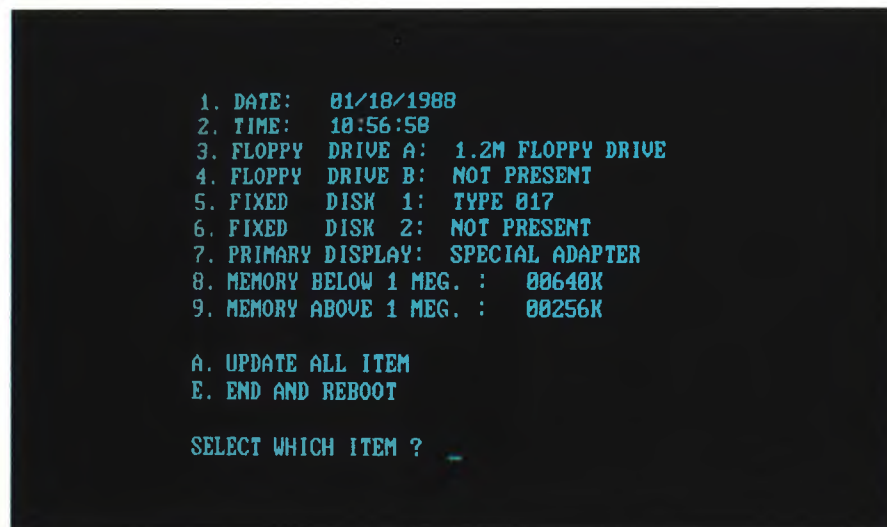 1. DATE: 01/18/1988
2. TIME: 10:56:58
3. FLOPPY DRIVE A: 1.2M FLOPPY DRIVE
4. FLOPPY DRIVE B: NOT PRESENT
5. FIXED DISK 1: TYPE 017
6. FIXED DISK 2: NOT PRESENT
7. PRIMARY DISPLAY: SPECIAL ADAPTER
8. MEMORY BELOW 1 MEG. : 00640K
9. MEMORY ABOVE 1 MEG. : 00256K
A. UPDATE ALL ITEM
E. END AND REBOOT
SELECT WHICH ITEM ? _